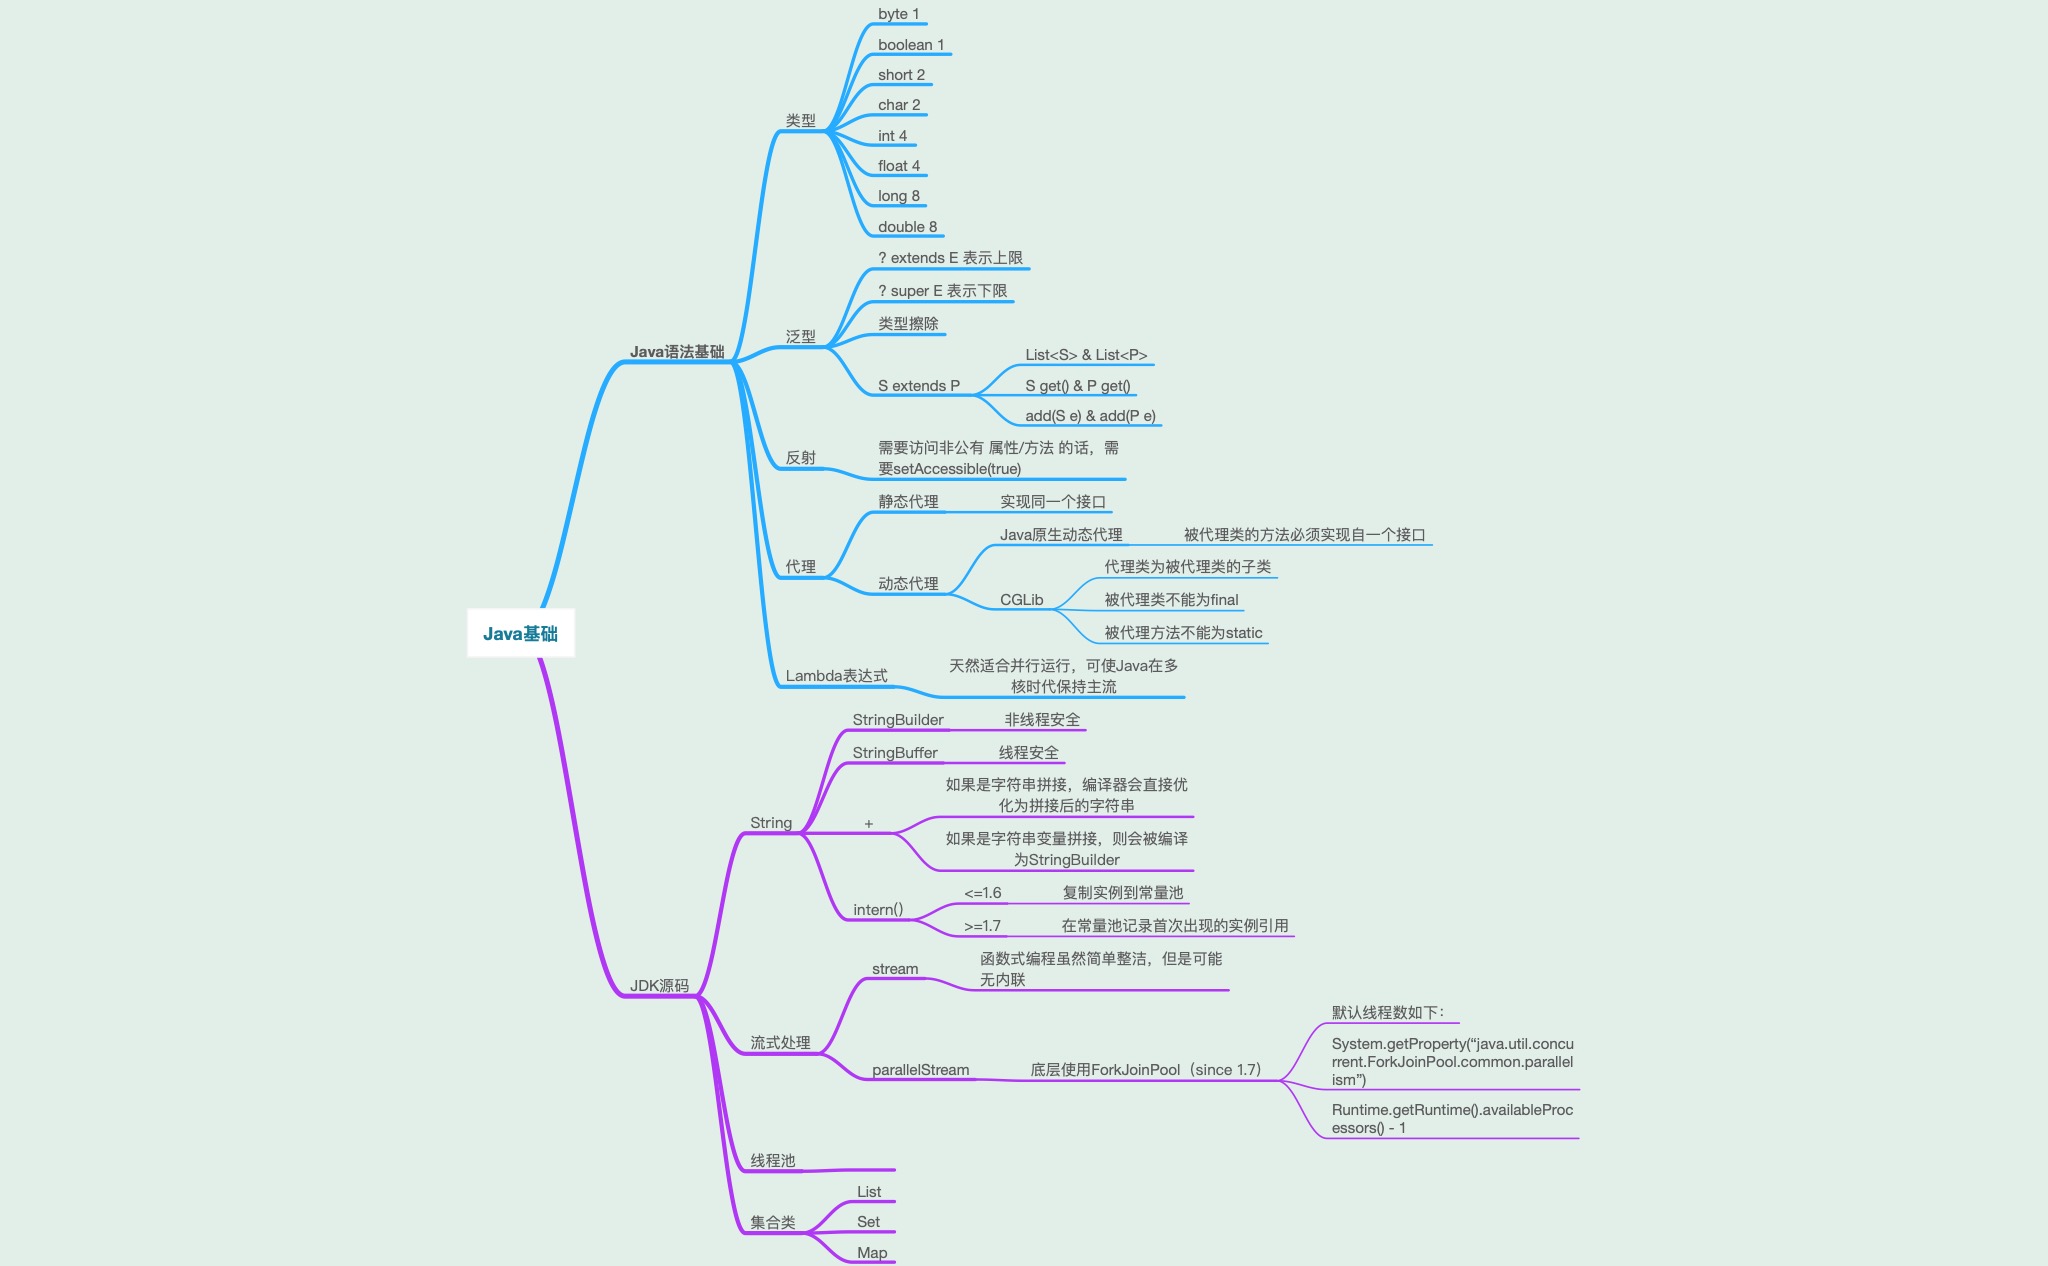 Java基础
Java语法基础
类型
byte 1
boolean 1
short 2
char 2
int 4
float 4
long 8
double 8
泛型
? extends E 表示上限
? super E 表示下限
类型擦除
S extends P
List<S> & List<P>
S get() & P get()
add(S e) & add(P e)
反射
需要访问非公有 属性/方法 的话，需
要setAccessible(true)
代理
静态代理
实现同一个接口
动态代理
Java原生动态代理
被代理类的方法必须实现自一个接口
CGLib
代理类为被代理类的子类
被代理类不能为final
被代理方法不能为static
Lambda表达式
天然适合并行运行，可使Java在多
核时代保持主流
JDK源码
String
StringBuilder
非线程安全
StringBuffer
线程安全
+
如果是字符串拼接，编译器会直接优
化为拼接后的字符串
如果是字符串变量拼接，则会被编译
为StringBuilder
intern()
<=1.6
复制实例到常量池
>=1.7
在常量池记录首次出现的实例引用
流式处理
stream
函数式编程虽然简单整洁，但是可能
无内联
parallelStream
底层使用ForkJoinPool（since 1.7）
默认线程数如下：
System.getProperty(“java.util.concu
rrent.ForkJoinPool.common.parallel
ism”)
Runtime.getRuntime().availableProc
essors() - 1
线程池
集合类
List
Set
Map